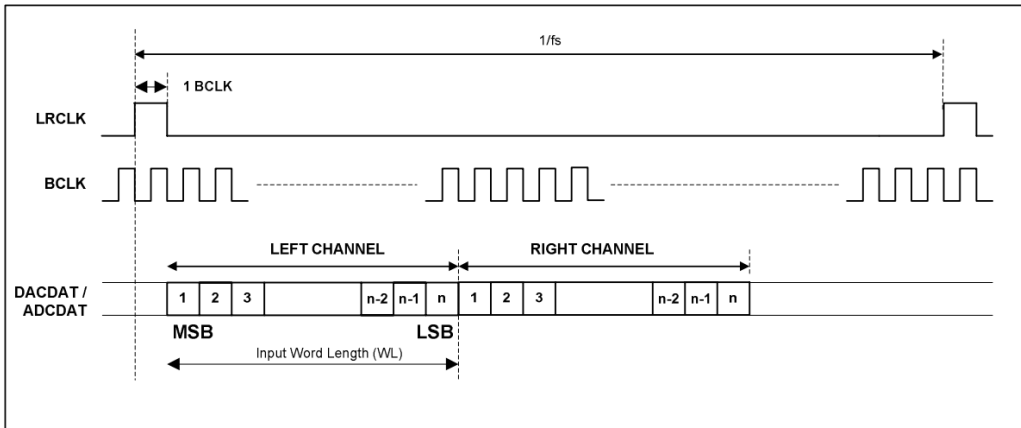 1/fs
1 BCLK
LRCLK
BCLK
LEFT CHANNEL
RIGHT CHANNEL
DACDAT /
ADCDAT
1 2 3 n-2 n-1 n 1 2 3 n-2 n-1 n
MSB LSB
Input Word Length (WL)